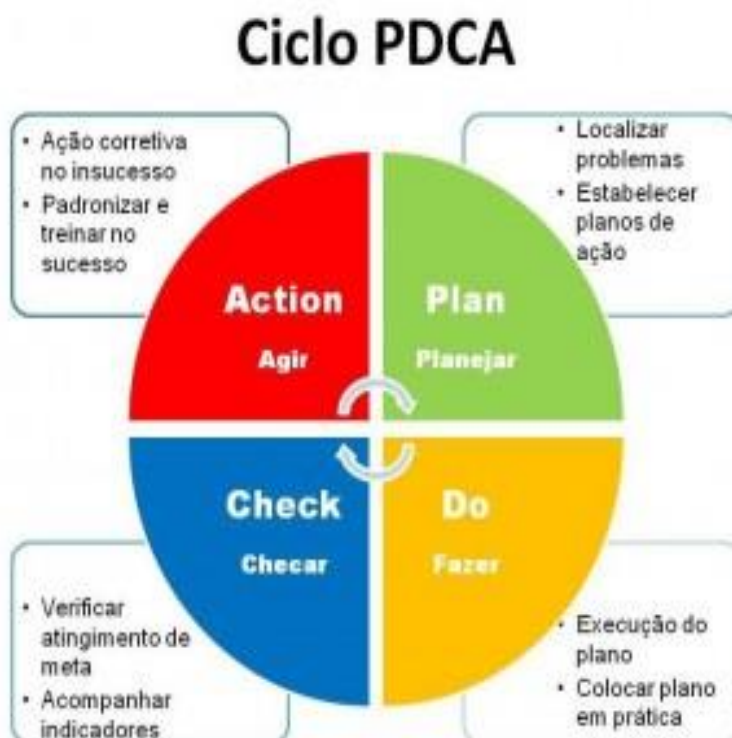 Ciclo PDCA
• Ação corretiva
no insucesso
• Padronizar e
treinar no
sucesso
• Localizar
problemas
• Estabelecer
planos de
ação
Action
Agir
Plan
Planejar
Check
Checar
Do
Fazer
• Verificar
atingimento de
meta
• Acompanhar
indicadores
• Execução do
plano
• Colocar plano
em prática